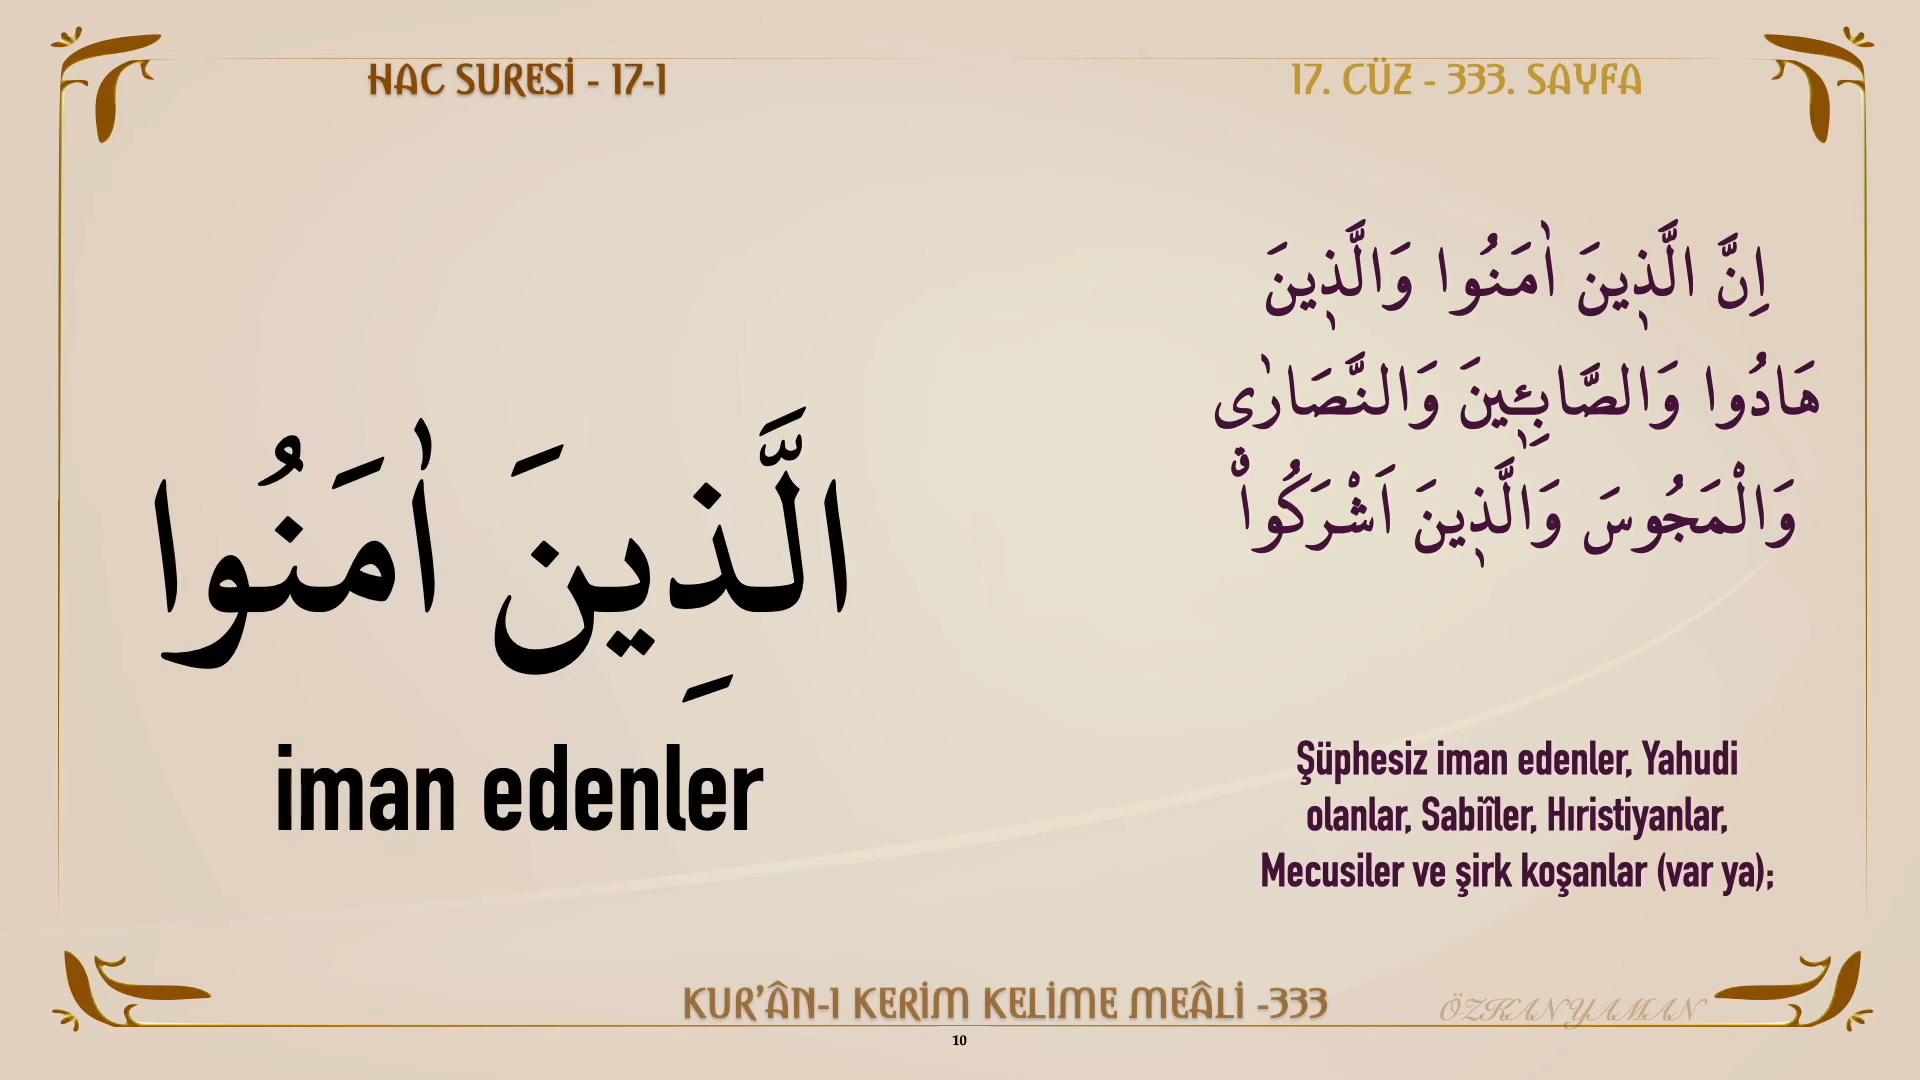 HAC SURESİ - 17-1
17. CÜZ - 333. SAYFA
اِنَّ الَّذ۪ينَ اٰمَنُوا وَالَّذ۪ينَ
هَادُوا وَالصَّابِـ۪ٔينَ وَالنَّصَارٰى
وَالْمَجُوسَ وَالَّذ۪ينَ اَشْرَكُواۗ
الَّذِينَ اٰمَنُوا
iman edenler
Şüphesiz iman edenler, Yahudi
olanlar, Sabiîler, Hıristiyanlar,
Mecusiler ve şirk koşanlar (var ya);
KUR’ÂN-I KERİM KELİME MEÂLİ -333
ÖZKAN YAMAN
10